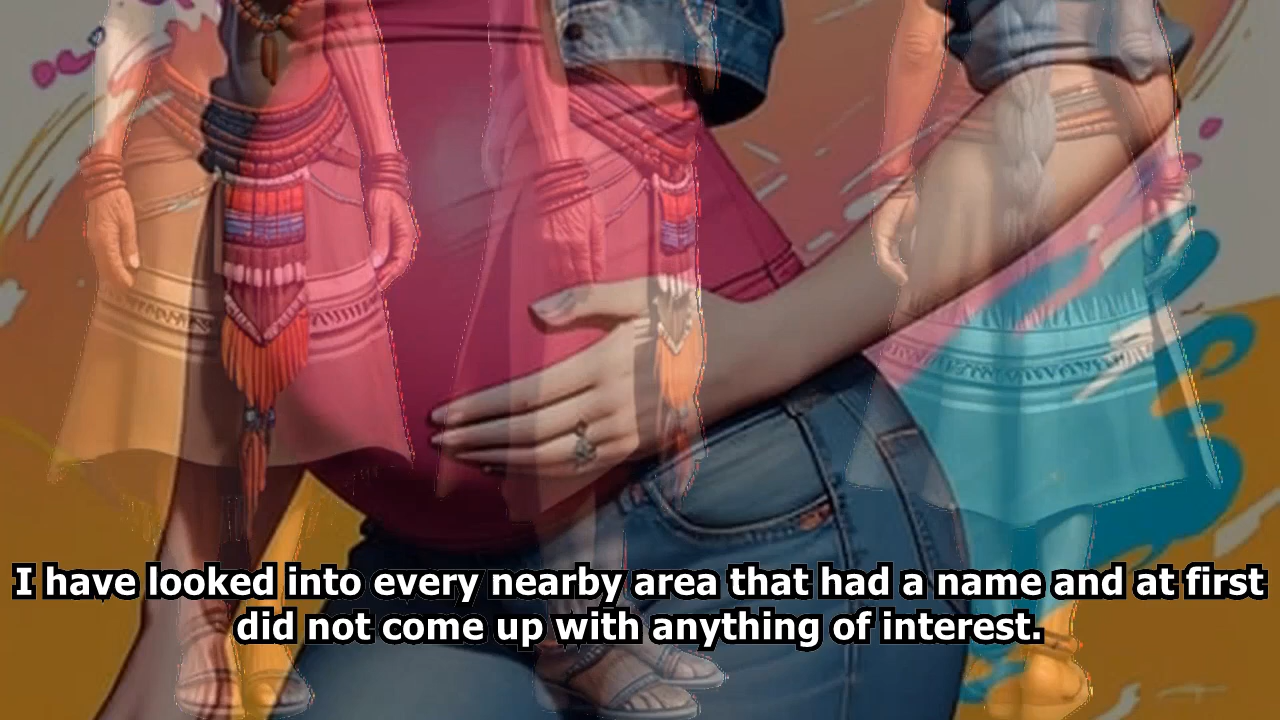 I have looked into every nearby area that had a name and at first
did not come up with anything of interest.